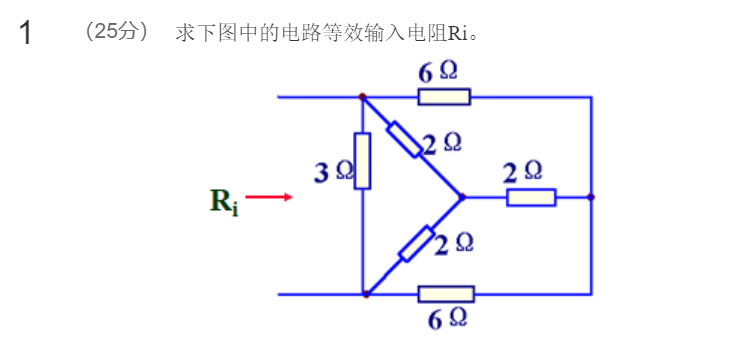 1 （25分） 求下图中的电路等效输入电阻Ri。
6 Ω
2 Ω
3 Ω
2 Ω
Ri
2 Ω
6 Ω